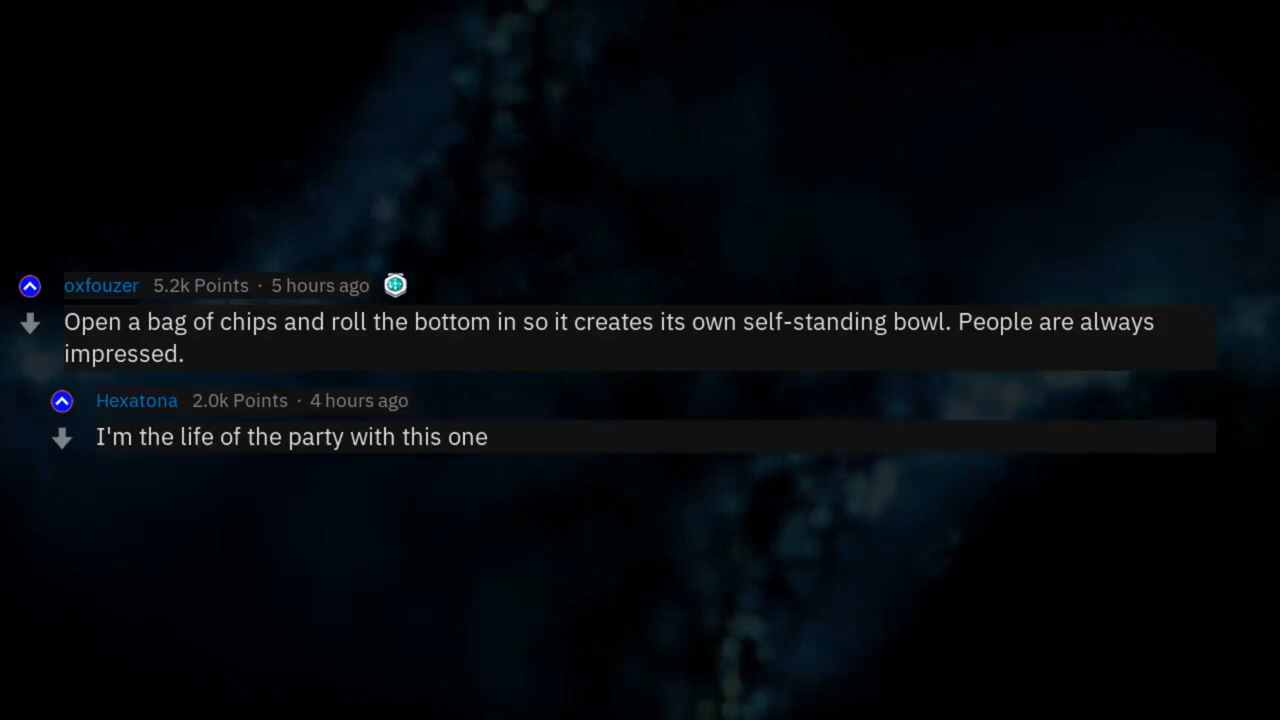 oxfouzer 5.2k Points · 5 hours ago
Open a bag of chips and roll the bottom in so it creates its own self-standing bowl. People are always
impressed.
Hexatona 2.0k Points · 4 hours ago
I'm the life of the party with this one